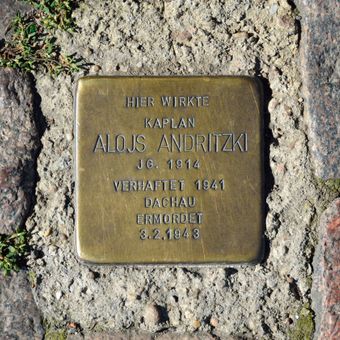 HIER WIRKTE
KAPLAN
ALOJS ANDRITZKI
JG. 1914
VERHAFTET 1941
DACHAU
ERMORDET
3.2.1943